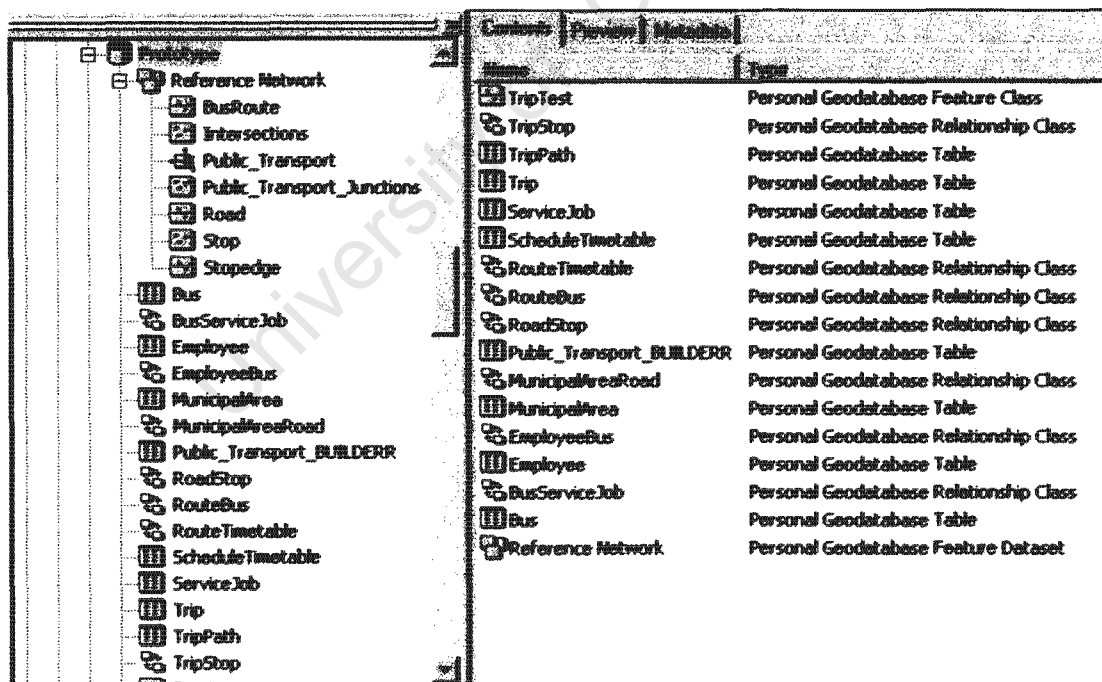 Prototype
Reference Network
BusRoute
Intersections
Public_Transport
Public_Transport_Junctions
Road
Stop
Stopedge
Bus
BusServiceJob
Employee
EmployeeBus
MunicipalArea
MunicipalAreaRoad
Public_Transport_BUILDERR
RoadStop
RouteBus
RouteTimetable
ScheduleTimetable
ServiceJob
Trip
TripPath
TripStop
Contents Preview Metadata
Name Type
TripTest Personal Geodatabase Feature Class
TripStop Personal Geodatabase Relationship Class
TripPath Personal Geodatabase Table
Trip Personal Geodatabase Table
ServiceJob Personal Geodatabase Table
ScheduleTimetable Personal Geodatabase Table
RouteTimetable Personal Geodatabase Relationship Class
RouteBus Personal Geodatabase Relationship Class
RoadStop Personal Geodatabase Relationship Class
Public_Transport_BUILDERR Personal Geodatabase Table
MunicipalAreaRoad Personal Geodatabase Relationship Class
MunicipalArea Personal Geodatabase Table
EmployeeBus Personal Geodatabase Relationship Class
Employee Personal Geodatabase Table
BusServiceJob Personal Geodatabase Relationship Class
Bus Personal Geodatabase Table
Reference Network Personal Geodatabase Feature Dataset
University